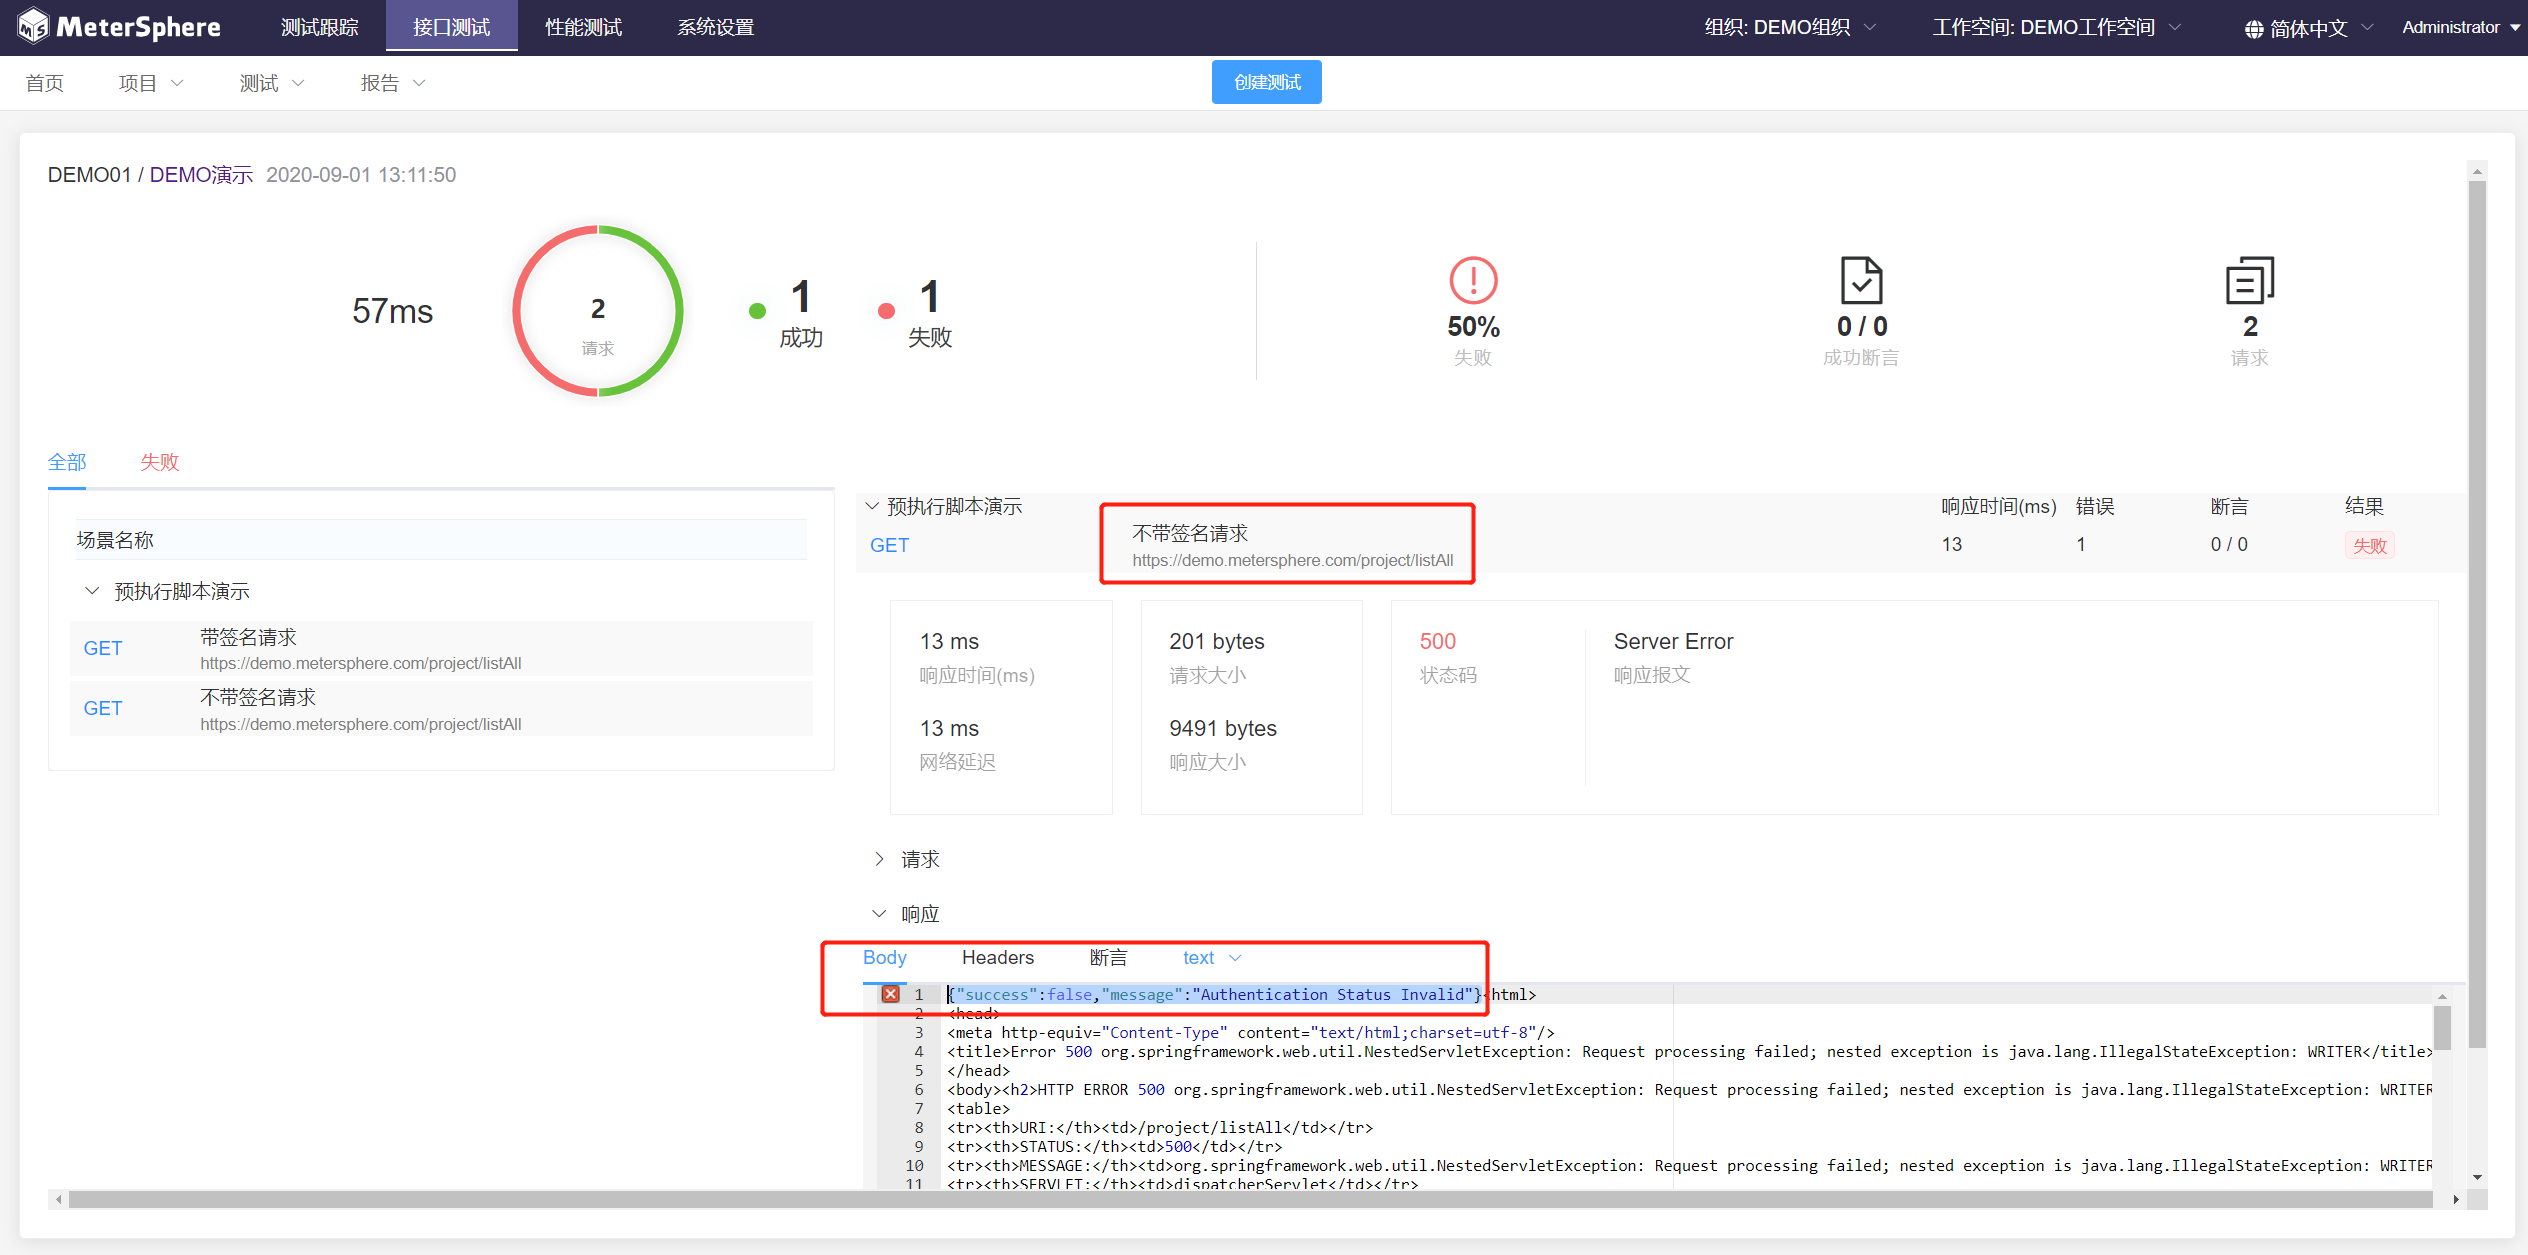 MeterSphere 测试跟踪 接口测试 性能测试 系统设置 组织: DEMO组织 工作空间: DEMO工作空间 简体中文 Administrator
首页 项目 测试 报告 创建测试
DEMO01 / DEMO演示 2020-09-01 13:11:50
57ms
2
请求
1
成功
1
失败
50%
失败
0 / 0
成功断言
2
请求
全部 失败
场景名称
预执行脚本演示
GET 带签名请求
https://demo.metersphere.com/project/listAll
GET 不带签名请求
https://demo.metersphere.com/project/listAll
预执行脚本演示 响应时间(ms) 错误 断言 结果
GET 不带签名请求 13 1 0 / 0 失败
https://demo.metersphere.com/project/listAll
13 ms
响应时间(ms)
13 ms
网络延迟
201 bytes
请求大小
9491 bytes
响应大小
500
状态码
Server Error
响应报文
请求
响应
Body Headers 断言 text
1 {"success":false,"message":"Authentication Status Invalid"}<html>
2 <head>
3 <meta http-equiv="Content-Type" content="text/html;charset=utf-8"/>
4 <title>Error 500 org.springframework.web.util.NestedServletException: Request processing failed; nested exception is java.lang.IllegalStateException: WRITER</title>
5 </head>
6 <body><h2>HTTP ERROR 500 org.springframework.web.util.NestedServletException: Request processing failed; nested exception is java.lang.IllegalStateException: WRITER
7 <table>
8 <tr><th>URI:</th><td>/project/listAll</td></tr>
9 <tr><th>STATUS:</th><td>500</td></tr>
10 <tr><th>MESSAGE:</th><td>org.springframework.web.util.NestedServletException: Request processing failed; nested exception is java.lang.IllegalStateException: WRITER
11 <tr><th>SERVLET:</th><td>dispatcherServlet</td></tr>